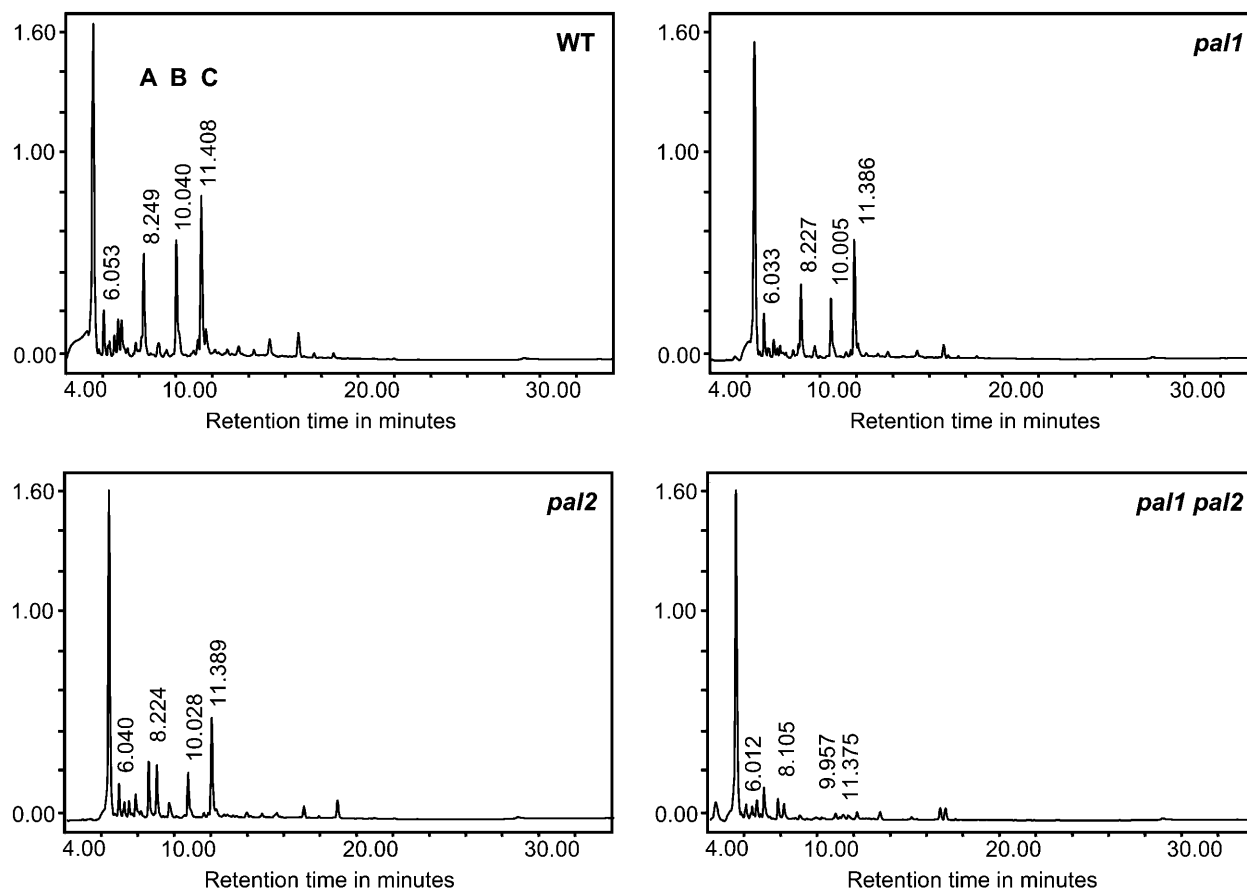 WT
1.60
1.00
0.00
A B C
6.053
8.249
10.040
11.408
4.00 10.00 20.00 30.00
Retention time in minutes
pal1
1.60
1.00
0.00
6.033
8.227
10.005
11.386
4.00 10.00 20.00 30.00
Retention time in minutes
pal2
1.60
1.00
0.00
6.040
8.224
10.028
11.389
4.00 10.00 20.00 30.00
Retention time in minutes
pal1 pal2
1.60
1.00
0.00
6.012
8.105
9.957
11.375
4.00 10.00 20.00 30.00
Retention time in minutes